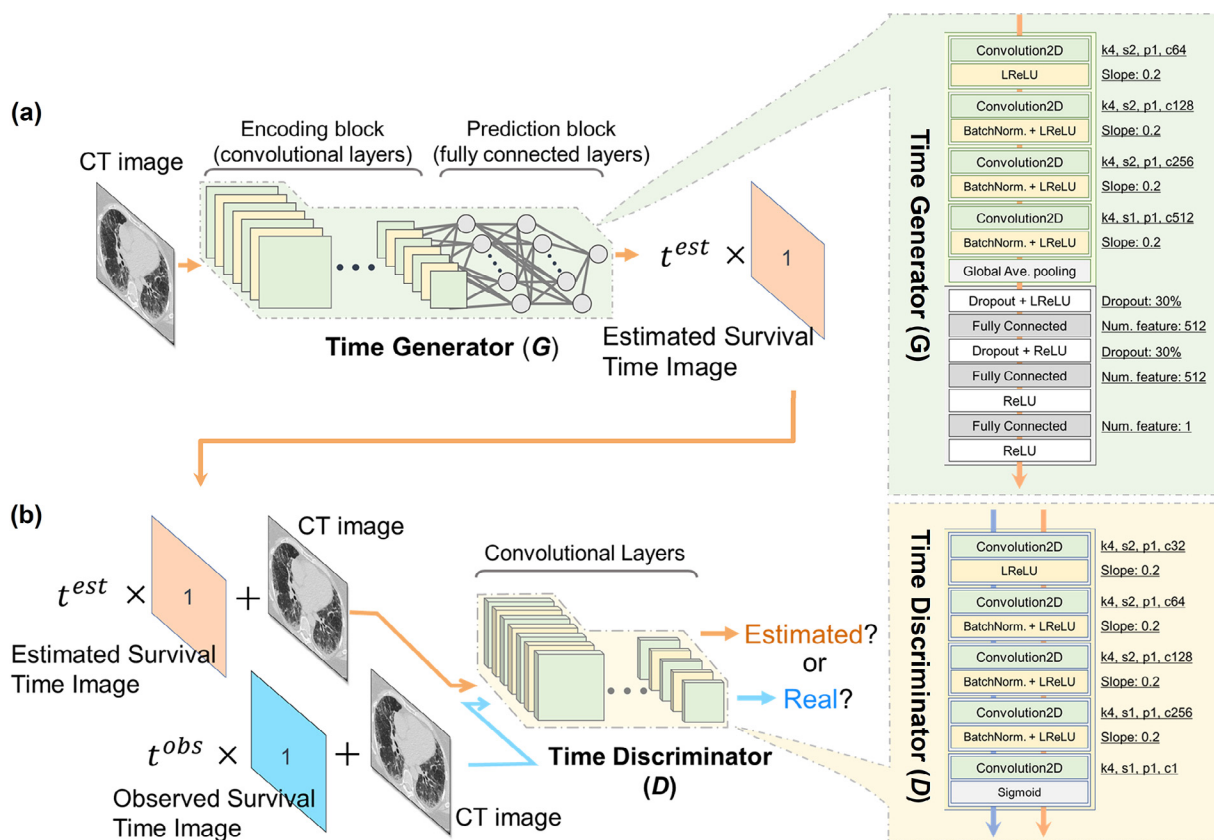 (a)
CT image
Encoding block
(convolutional layers)
Prediction block
(fully connected layers)
t^est × 1
Time Generator (G)
Estimated Survival
Time Image
Time Generator (G)
Convolution2D k4, s2, p1, c64
LReLU Slope: 0.2
Convolution2D k4, s2, p1, c128
BatchNorm. + LReLU Slope: 0.2
Convolution2D k4, s2, p1, c256
BatchNorm. + LReLU Slope: 0.2
Convolution2D k4, s1, p1, c512
BatchNorm. + LReLU Slope: 0.2
Global Ave. pooling
Dropout + LReLU Dropout: 30%
Fully Connected Num. feature: 512
Dropout + ReLU Dropout: 30%
Fully Connected Num. feature: 512
ReLU
Fully Connected Num. feature: 1
ReLU
(b)
CT image
t^est × 1 +
Estimated Survival
Time Image
t^obs × 1 +
Observed Survival
Time Image
CT image
Convolutional Layers
Estimated?
or
Real?
Time Discriminator
(D)
Time Discriminator (D)
Convolution2D k4, s2, p1, c32
LReLU Slope: 0.2
Convolution2D k4, s2, p1, c64
BatchNorm. + LReLU Slope: 0.2
Convolution2D k4, s2, p1, c128
BatchNorm. + LReLU Slope: 0.2
Convolution2D k4, s1, p1, c256
BatchNorm. + LReLU Slope: 0.2
Convolution2D k4, s1, p1, c1
Sigmoid